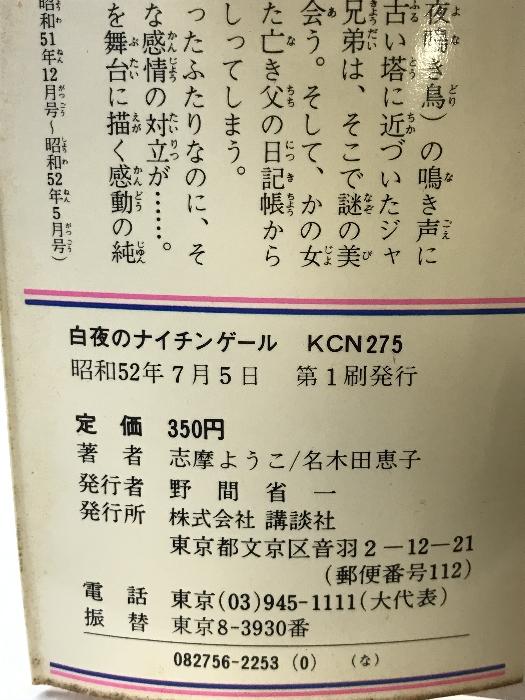 夜鳴き鳥）の鳴き声に
古い塔に近づいたジャ
兄弟は、そこで謎の美
会う。そして、かの女
た亡き父の日記帳から
しってしまう。
ったふたりなのに、そ
な感情の対立が……。
を舞台に描く感動の純
昭和51年12月号～昭和52年5月号）
白夜のナイチンゲール KCN275
昭和52年7月5日 第1刷発行
定価 350円
著者 志摩ようこ/名木田恵子
発行者 野間省一
発行所 株式会社 講談社
東京都文京区音羽2－12－21
（郵便番号112）
電話 東京(03)945-1111(大代表)
振替 東京8-3930番
082756-2253 (0) (な)